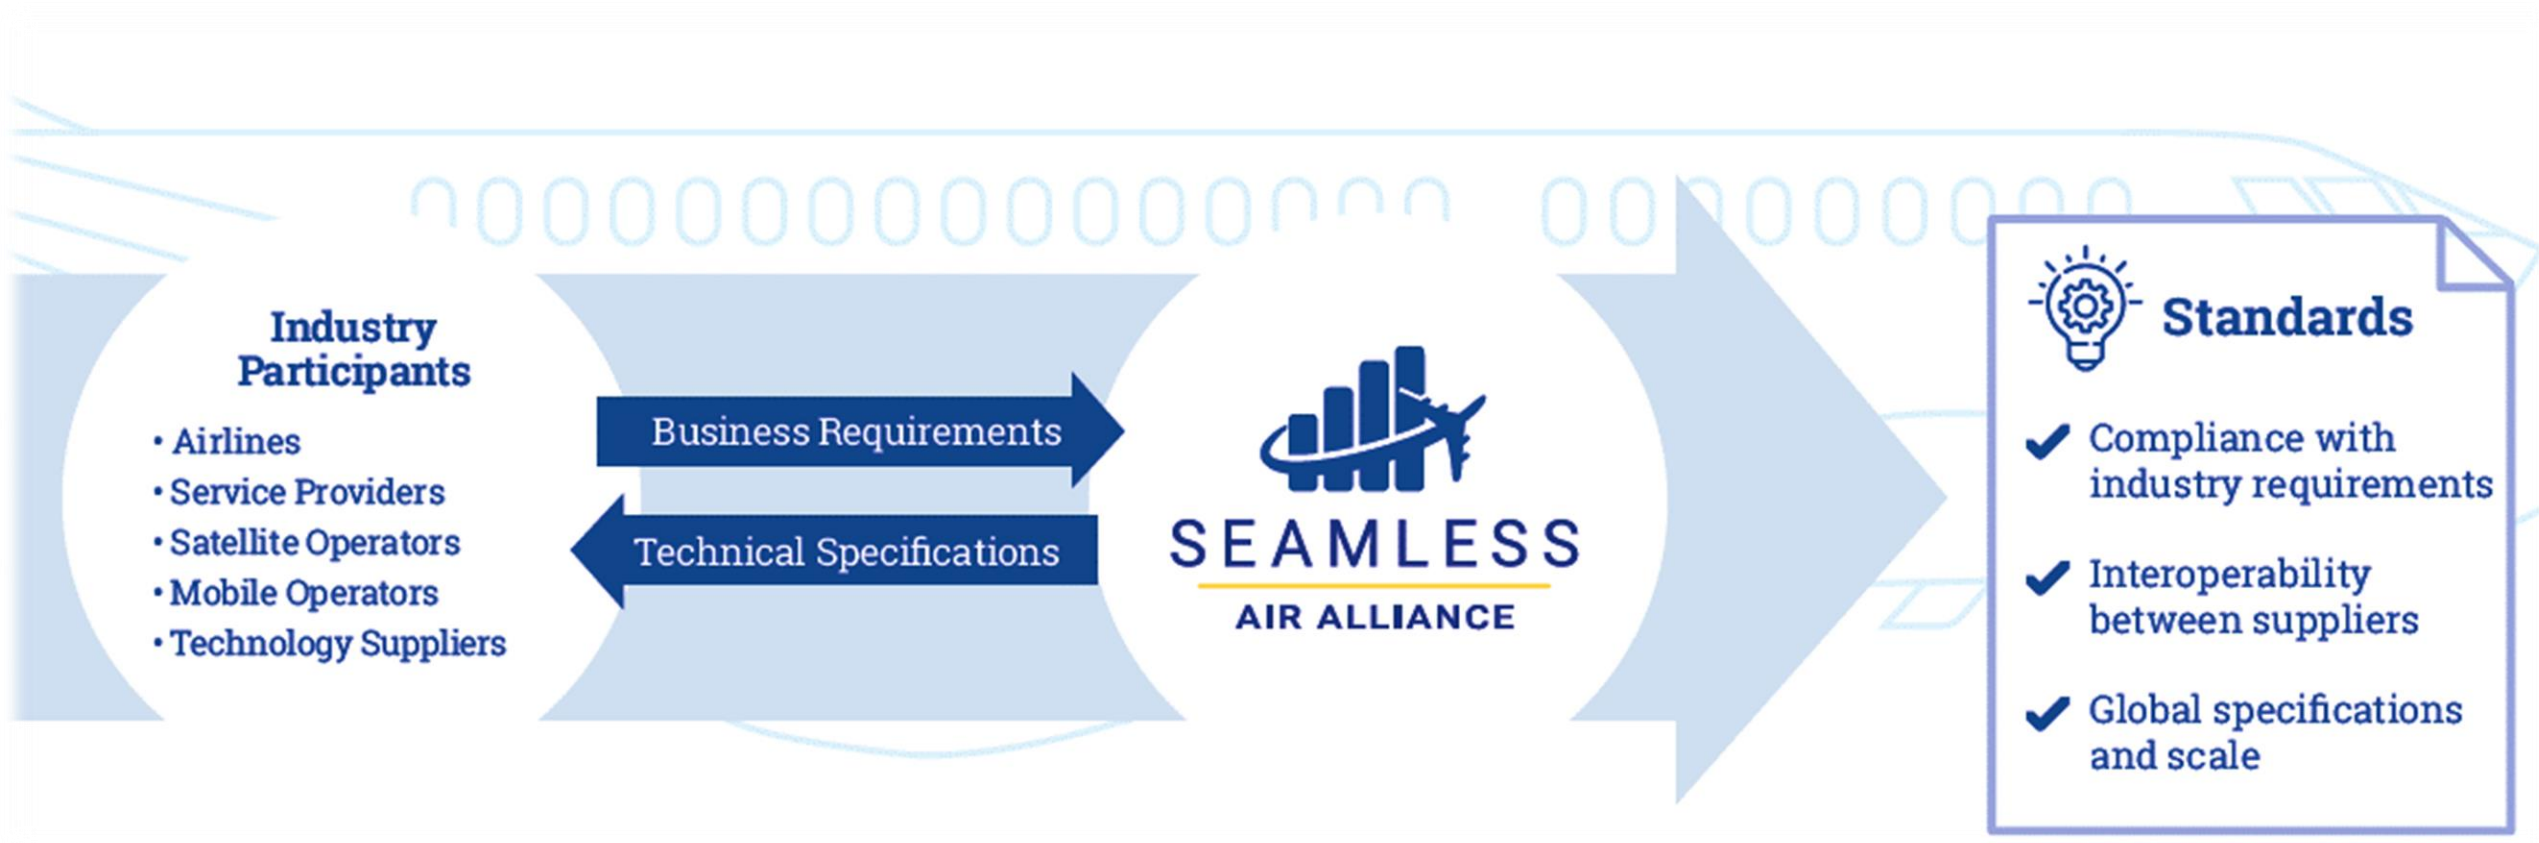 Industry
Participants
• Airlines
• Service Providers
• Satellite Operators
• Mobile Operators
• Technology Suppliers
Business Requirements
Technical Specifications
SEAMLESS
AIR ALLIANCE
Standards
Compliance with
industry requirements
Interoperability
between suppliers
Global specifications
and scale